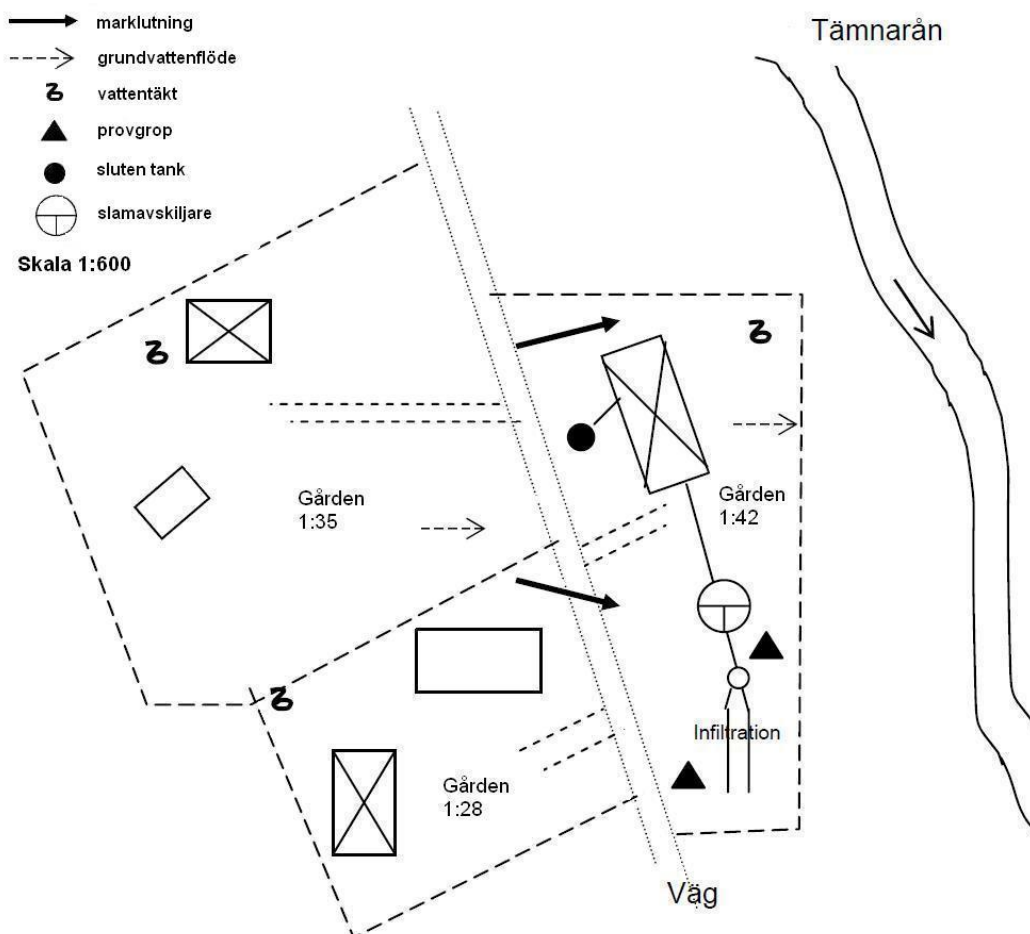 marklutning
grundvattenflöde
vattentäkt
provgrop
sluten tank
slamavskiljare
Skala 1:600
Tämnarån
Gården
1:35
Gården
1:42
Infiltration
Gården
1:28
Väg